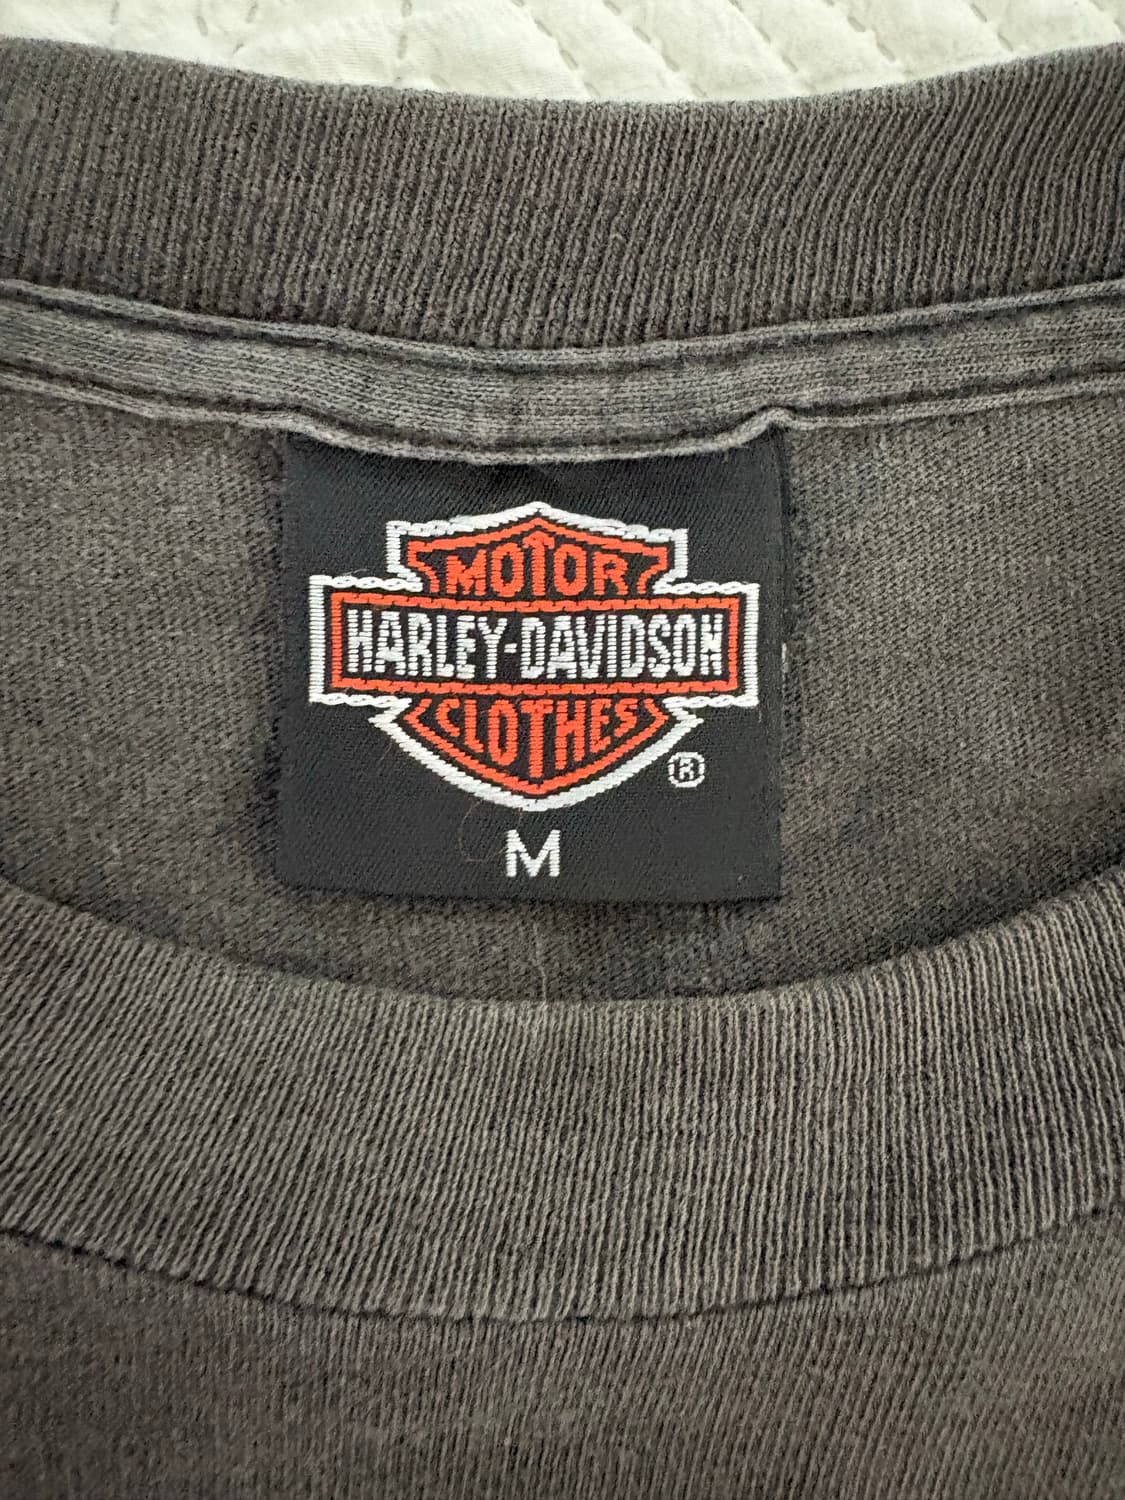 MOTOR
HARLEY-DAVIDSON
CLOTHES
®
M